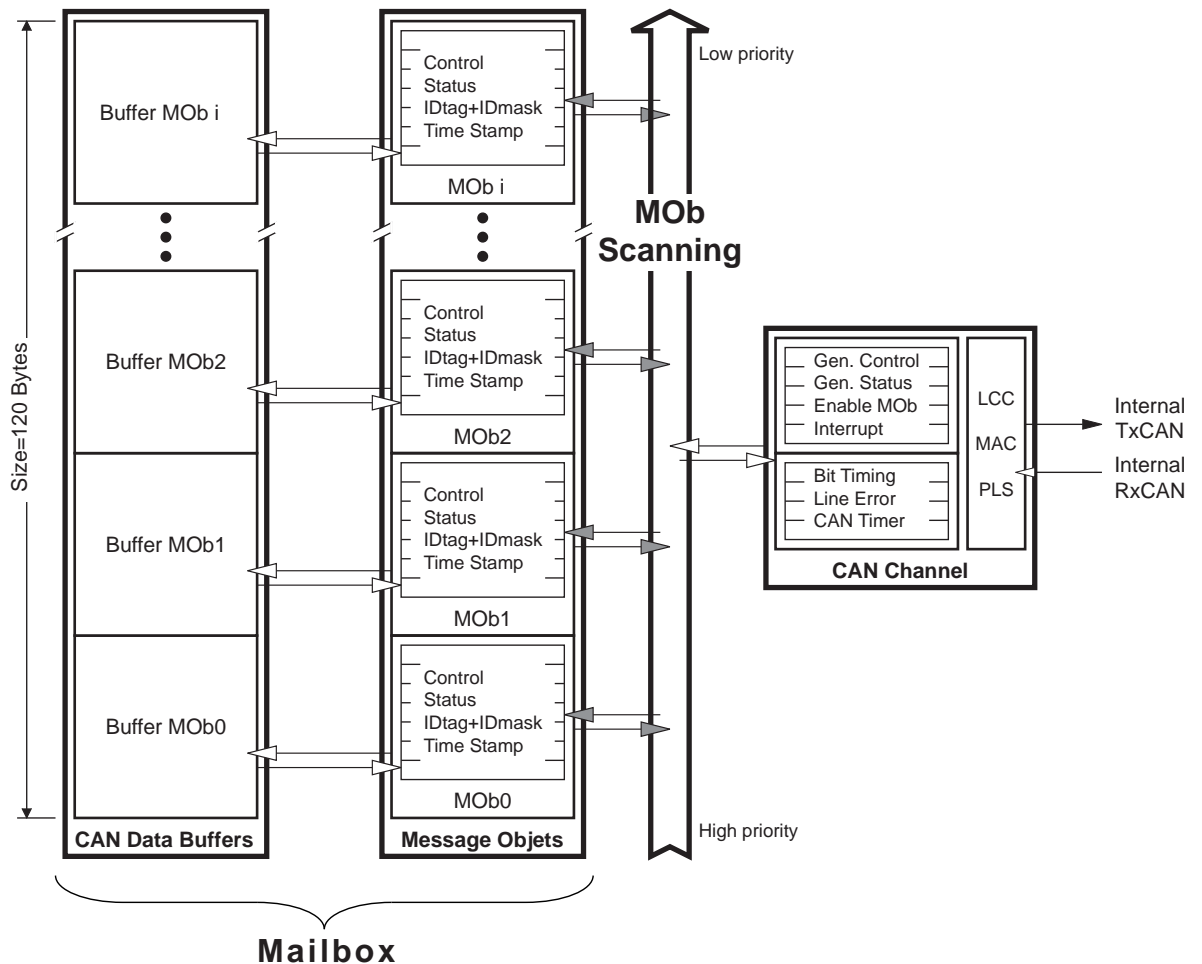 Size=120 Bytes
Buffer MOb i
Buffer MOb2
Buffer MOb1
Buffer MOb0
CAN Data Buffers
Control
Status
IDtag+IDmask
Time Stamp
MOb i
Control
Status
IDtag+IDmask
Time Stamp
MOb2
Control
Status
IDtag+IDmask
Time Stamp
MOb1
Control
Status
IDtag+IDmask
Time Stamp
MOb0
Message Objets
Mailbox
Low priority
MOb
Scanning
High priority
Gen. Control
Gen. Status
Enable MOb
Interrupt
Bit Timing
Line Error
CAN Timer
LCC
MAC
PLS
CAN Channel
Internal
TxCAN
Internal
RxCAN